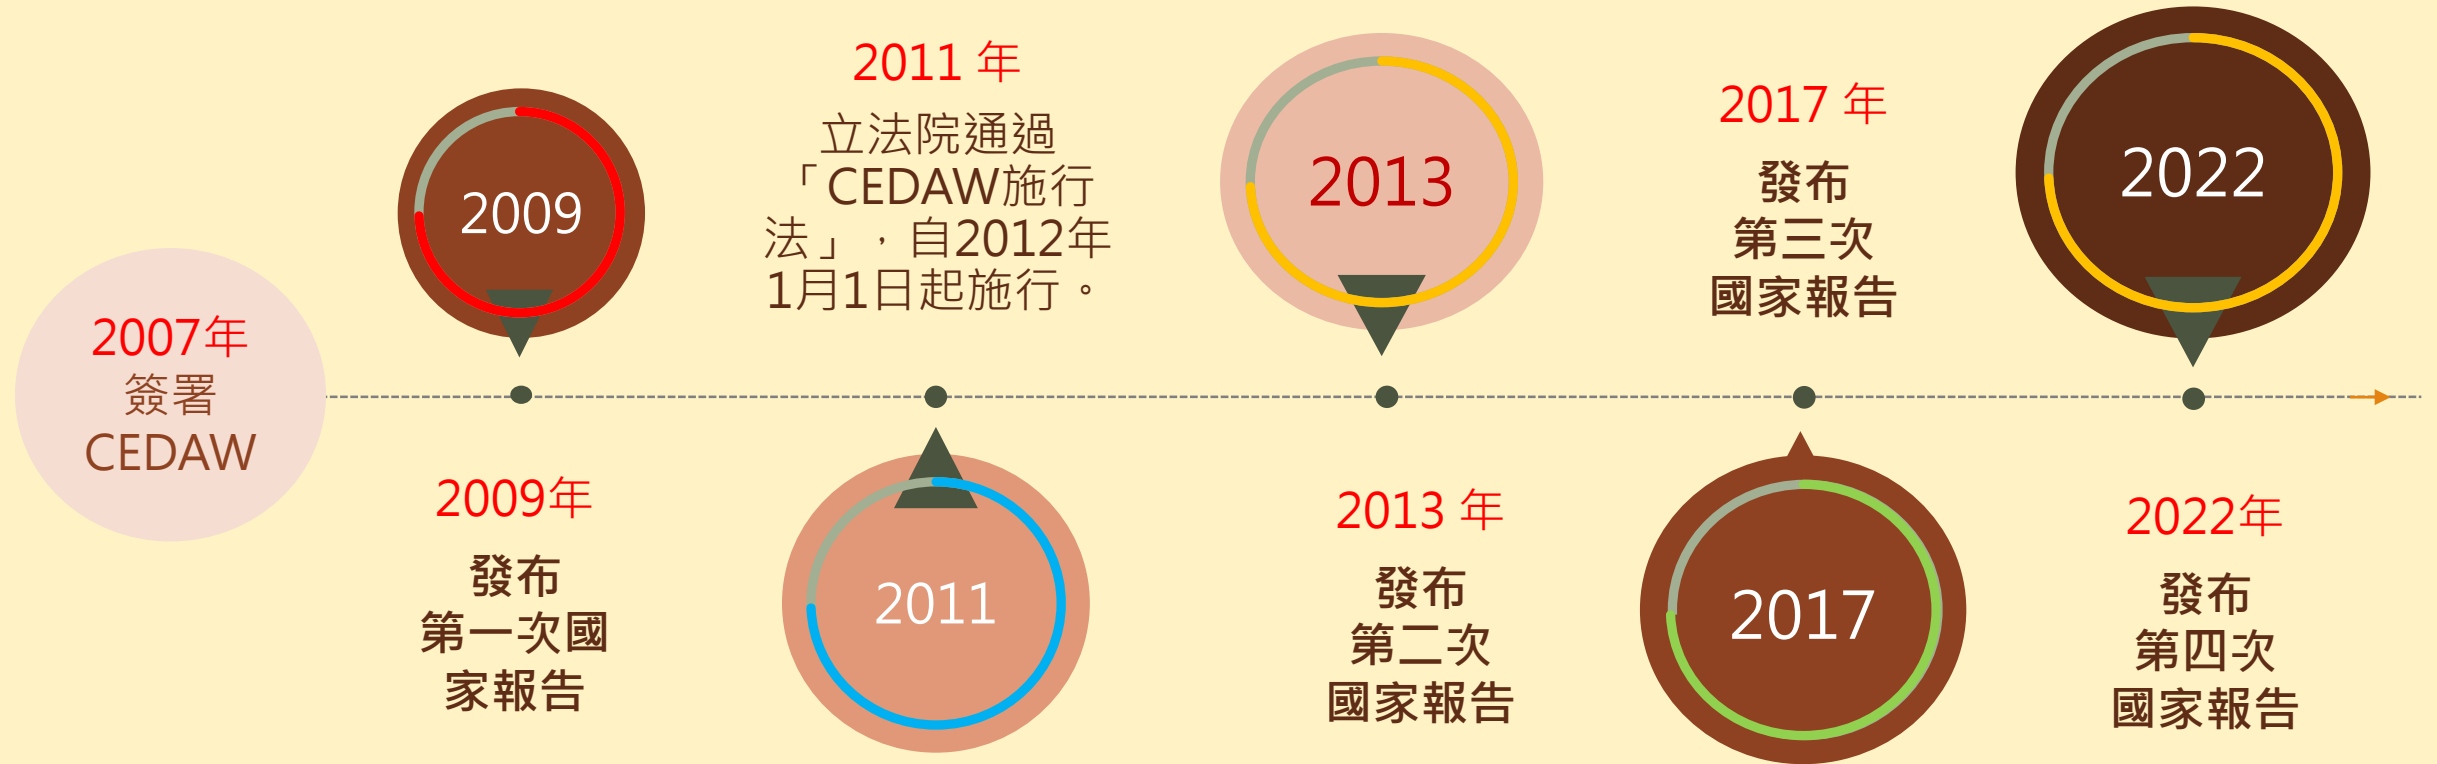 2007年
簽署
CEDAW
2009
2009年
發布
第一次國
家報告
2011 年
立法院通過
「CEDAW施行
法」，自2012年
1月1日起施行。
2011
2013
2013 年
發布
第二次
國家報告
2017 年
發布
第三次
國家報告
2017
2022
2022年
發布
第四次
國家報告